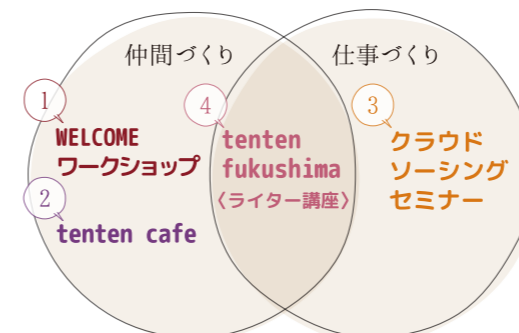 仲間づくり
仕事づくり
1
WELCOME
ワークショップ
2
tenten cafe
4
tenten
fukushima
〈ライター講座〉
3
クラウド
ソーシング
セミナー